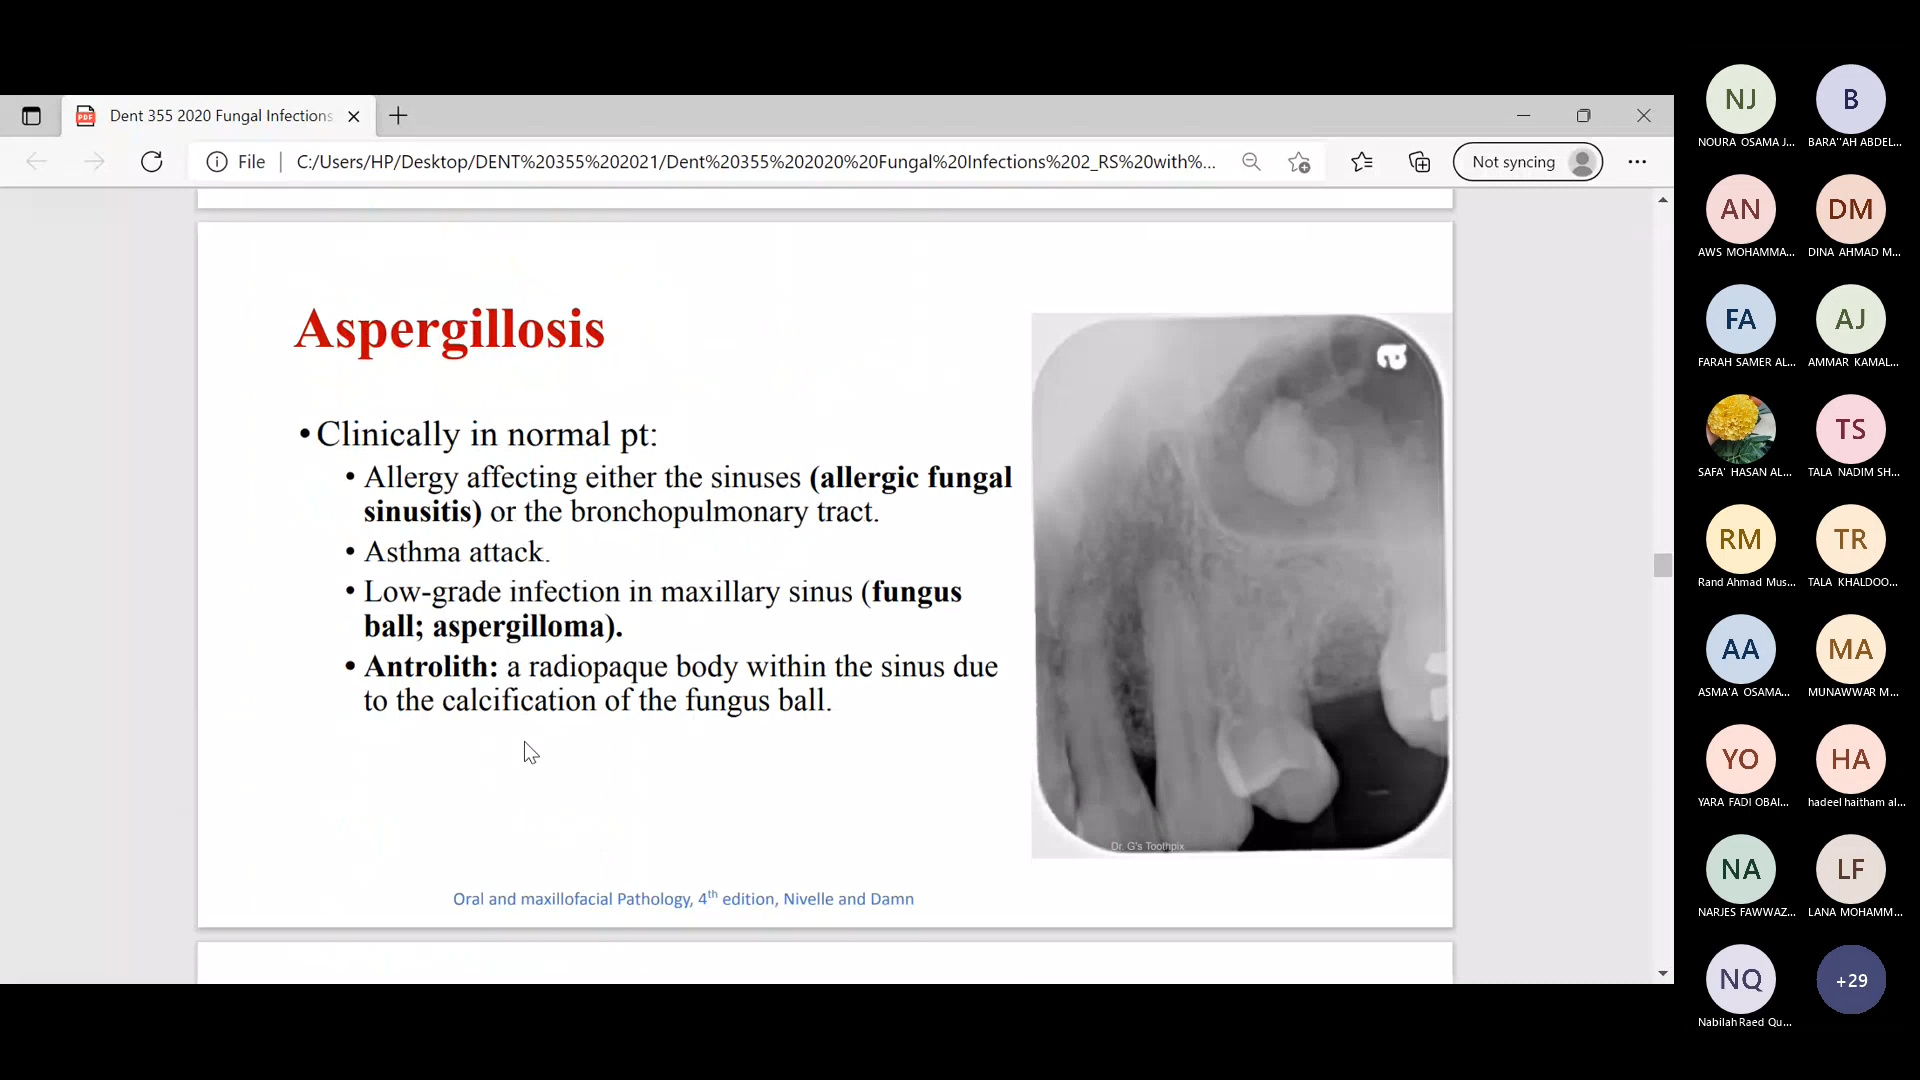 Dent 355 2020 Fungal Infections
File
C:/Users/HP/Desktop/DENT%20355%202021/Dent%20355%202020%20Fungal%20Infections%202_RS%20with%...
Not syncing
Aspergillosis
• Clinically in normal pt:
• Allergy affecting either the sinuses (allergic fungal
sinusitis) or the bronchopulmonary tract.
• Asthma attack.
• Low-grade infection in maxillary sinus (fungus
ball; aspergilloma).
• Antrolith: a radiopaque body within the sinus due
to the calcification of the fungus ball.
Dr. G's Toothpix
Oral and maxillofacial Pathology, 4th edition, Nivelle and Damn
NJ
NOURA OSAMA J...
B
BARA''AH ABDEL...
AN
AWS MOHAMMA...
DM
DINA AHMAD M...
FA
FARAH SAMER AL...
AJ
AMMAR KAMAL...
SAFA' HASAN AL...
TS
TALA NADIM SH...
RM
Rand Ahmad Mus...
TR
TALA KHALDOO...
AA
ASMA'A OSAMA...
MA
MUNAWWAR M...
YO
YARA FADI OBAI...
HA
hadeel haitham al...
NA
NARJES FAWWAZ...
LF
LANA MOHAMM...
NQ
Nabilah Raed Qu...
+29